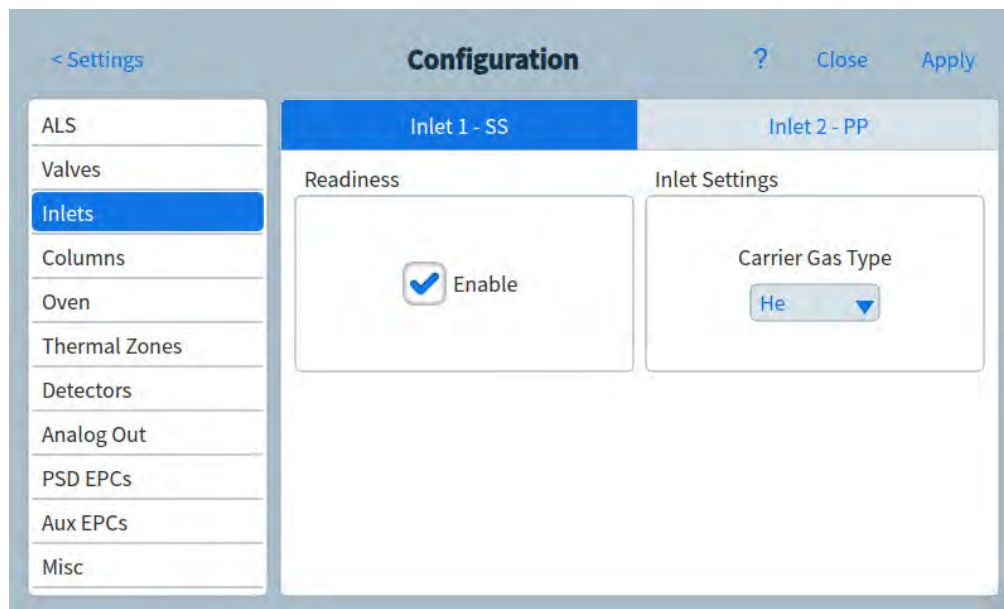 < Settings
Configuration
?
Close
Apply
ALS
Valves
Inlets
Columns
Oven
Thermal Zones
Detectors
Analog Out
PSD EPCs
Aux EPCs
Misc
Inlet 1 - SS
Inlet 2 - PP
Readiness
Enable
Inlet Settings
Carrier Gas Type
He